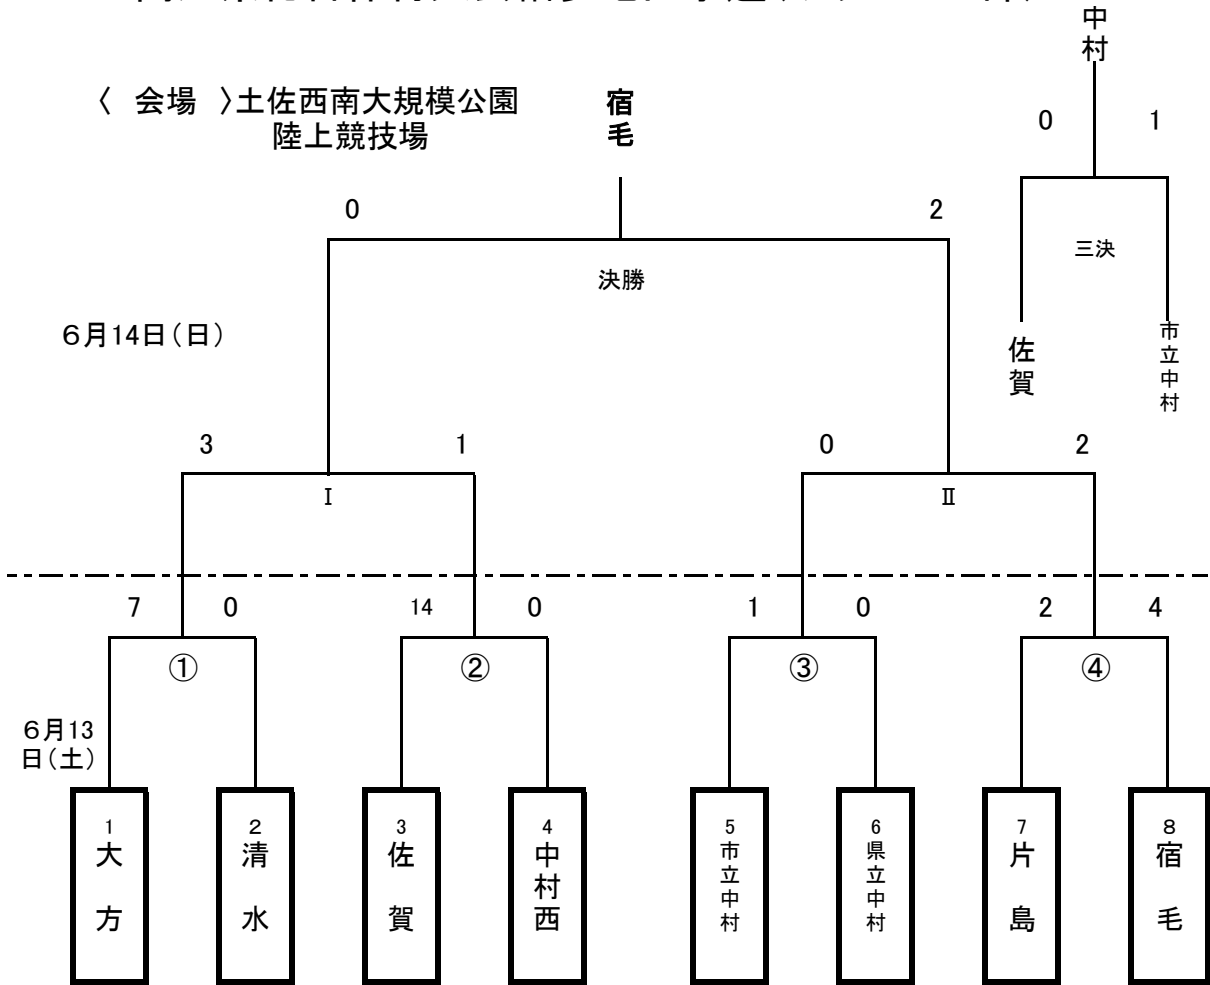 中村
〈 会場 〉土佐西南大規模公園
陸上競技場
宿毛
0 1
0 2
三決
決勝
6月14日(日)
佐賀
市立中村
3 1 0 2
Ⅰ Ⅱ
7 0 14 0 1 0 2 4
① ② ③ ④
6月13
日(土)
1 大方
2 清水
3 佐賀
4 中村西
5 市立中村
6 県立中村
7 片島
8 宿毛